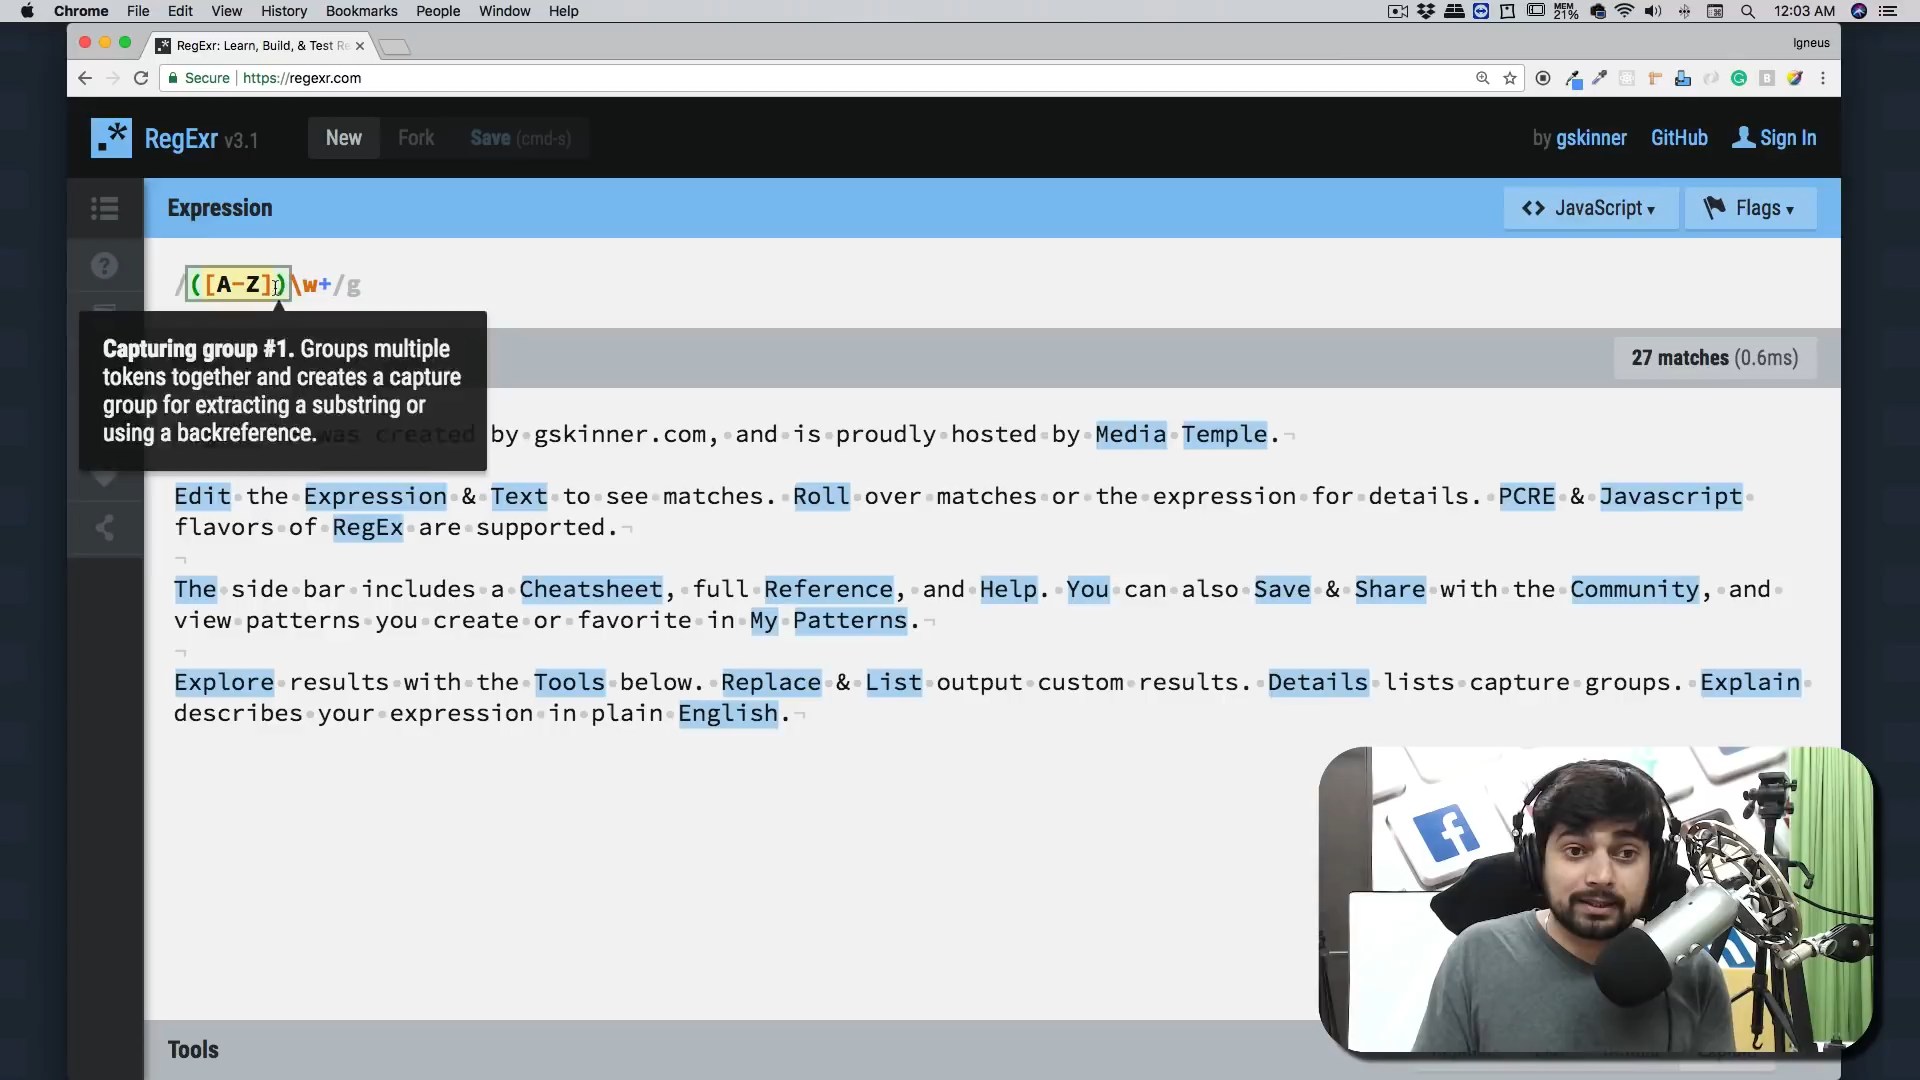 Chrome File Edit View History Bookmarks People Window Help MEM 21% 12:03 AM
RegExr: Learn, Build, & Test Re Igneus
Secure | https://regexr.com
RegExr v3.1 New Fork Save (cmd-s) by gskinner GitHub Sign In
Expression <> JavaScript Flags
/([A-Z])\w+/g
Capturing group #1. Groups multiple
tokens together and creates a capture
group for extracting a substring or
using a backreference.
27 matches (0.6ms)
was created by gskinner.com, and is proudly hosted by Media Temple.
Edit the Expression & Text to see matches. Roll over matches or the expression for details. PCRE & Javascript
flavors of RegEx are supported.
The side bar includes a Cheatsheet, full Reference, and Help. You can also Save & Share with the Community, and
view patterns you create or favorite in My Patterns.
Explore results with the Tools below. Replace & List output custom results. Details lists capture groups. Explain
describes your expression in plain English.
Tools